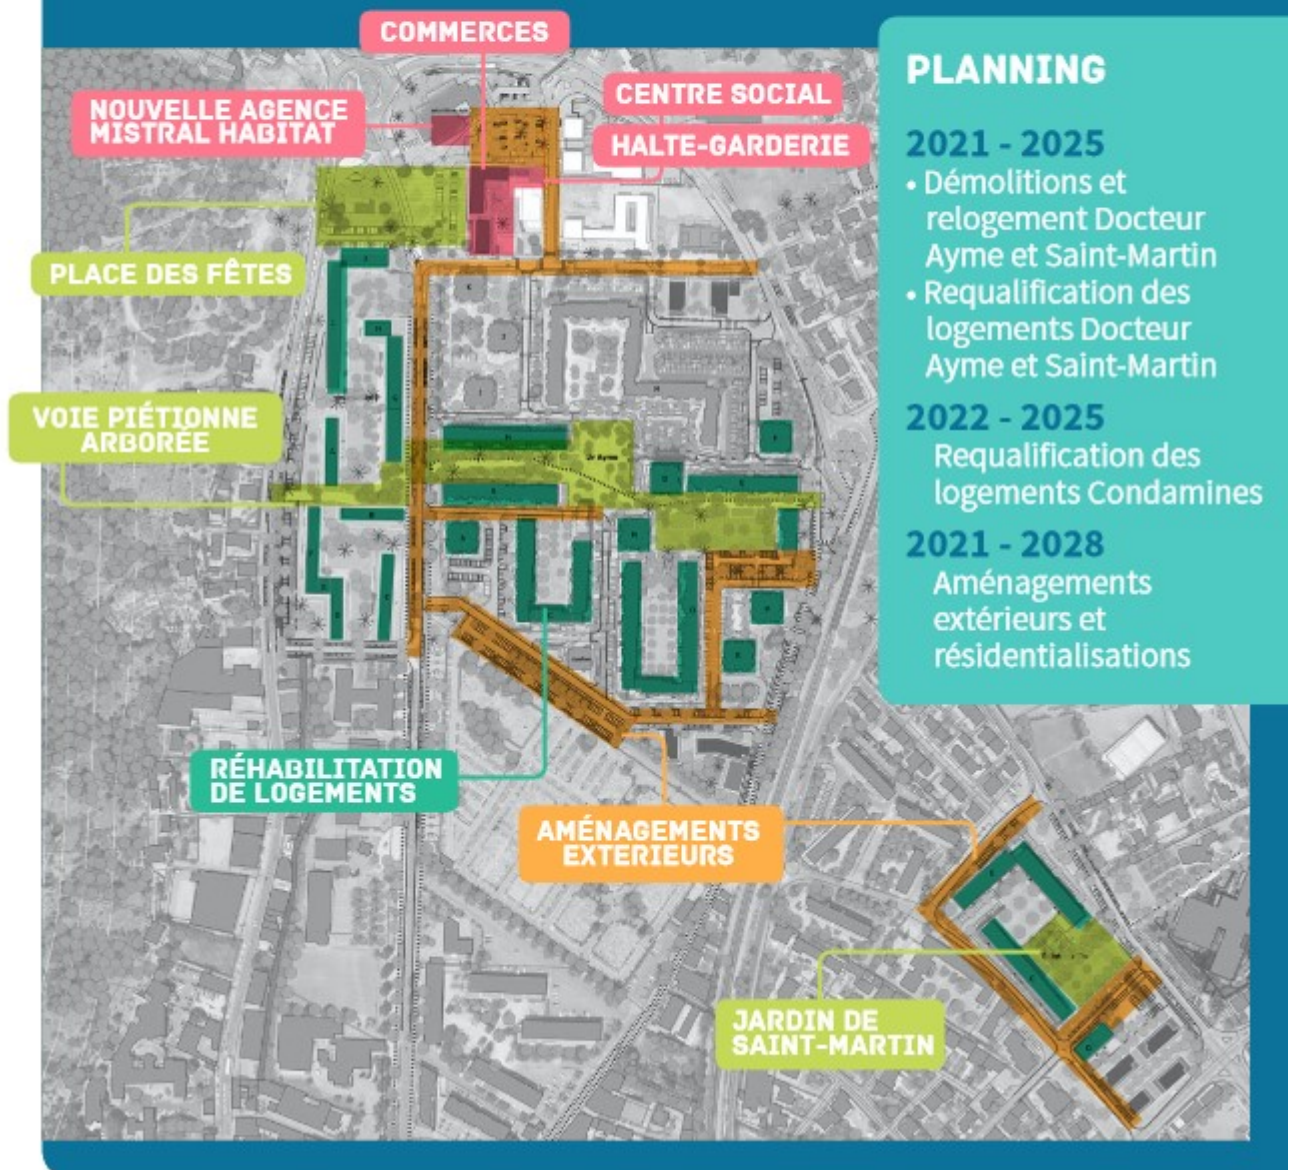 COMMERCES
NOUVELLE AGENCE
MISTRAL HABITAT
CENTRE SOCIAL
HALTE-GARDERIE
PLACE DES FÊTES
VOIE PIÉTIONNE
ARBORÉE
Dr Ayme
RÉHABILITATION
DE LOGEMENTS
AMÉNAGEMENTS
EXTERIEURS
JARDIN DE
SAINT-MARTIN
PLANNING
2021 - 2025
• Démolitions et
relogement Docteur
Ayme et Saint-Martin
• Requalification des
logements Docteur
Ayme et Saint-Martin
2022 - 2025
Requalification des
logements Condamines
2021 - 2028
Aménagements
extérieurs et
résidentialisations